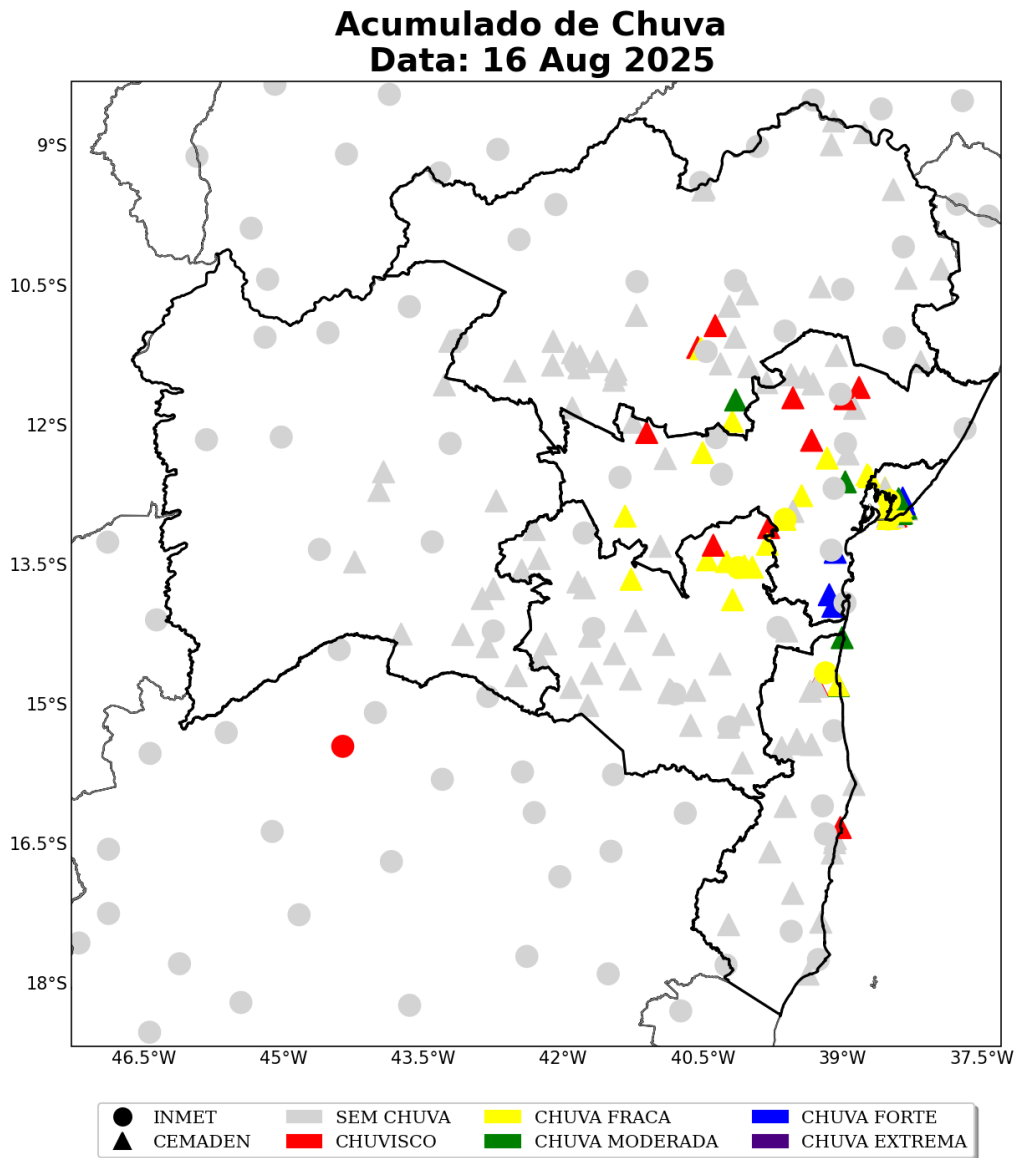 Acumulado de Chuva
Data: 16 Aug 2025
9°S
10.5°S
12°S
13.5°S
15°S
16.5°S
18°S
46.5°W 45°W 43.5°W 42°W 40.5°W 39°W 37.5°W
INMET SEM CHUVA CHUVA FRACA CHUVA FORTE
CEMADEN CHUVISCO CHUVA MODERADA CHUVA EXTREMA